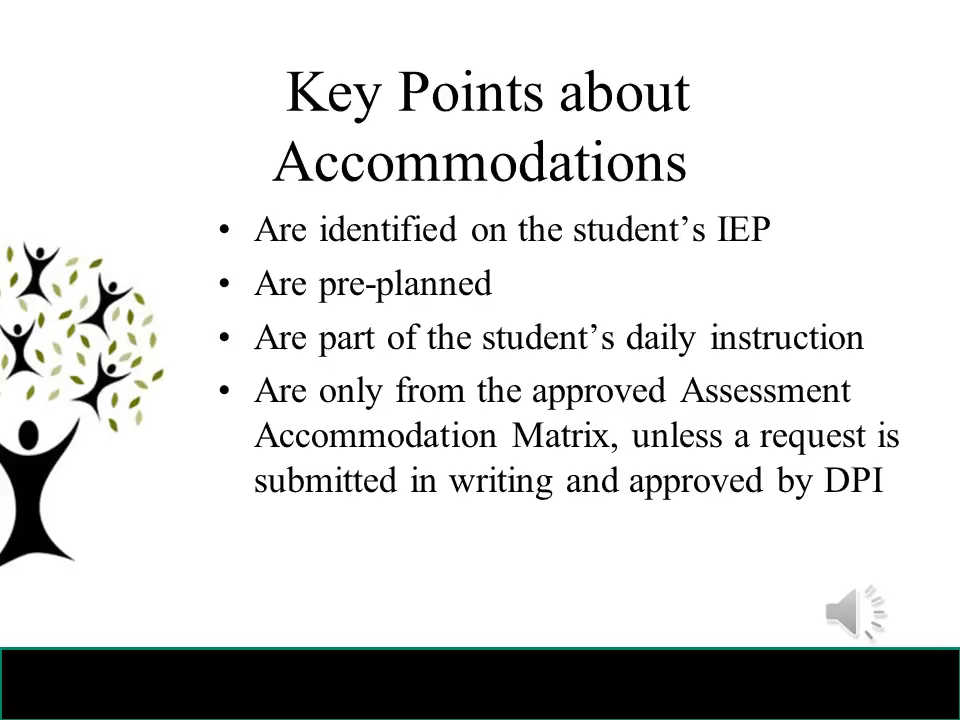 Key Points about
Accommodations
• Are identified on the student’s IEP
• Are pre-planned
• Are part of the student’s daily instruction
• Are only from the approved Assessment
Accommodation Matrix, unless a request is
submitted in writing and approved by DPI